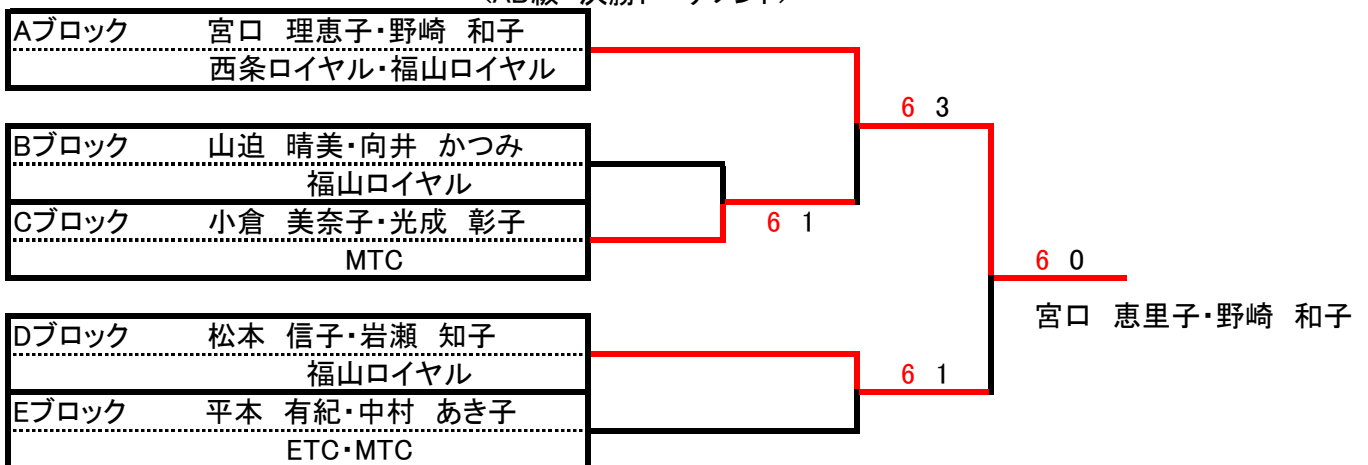 Aブロック 宮口 理恵子・野崎 和子
西条ロイヤル・福山ロイヤル
6 3
Bブロック 山迫 晴美・向井 かつみ
福山ロイヤル
Cブロック 小倉 美奈子・光成 彰子
6 1
MTC
6 0
宮口 恵里子・野崎 和子
Dブロック 松本 信子・岩瀬 知子
福山ロイヤル
6 1
Eブロック 平本 有紀・中村 あき子
ETC・MTC